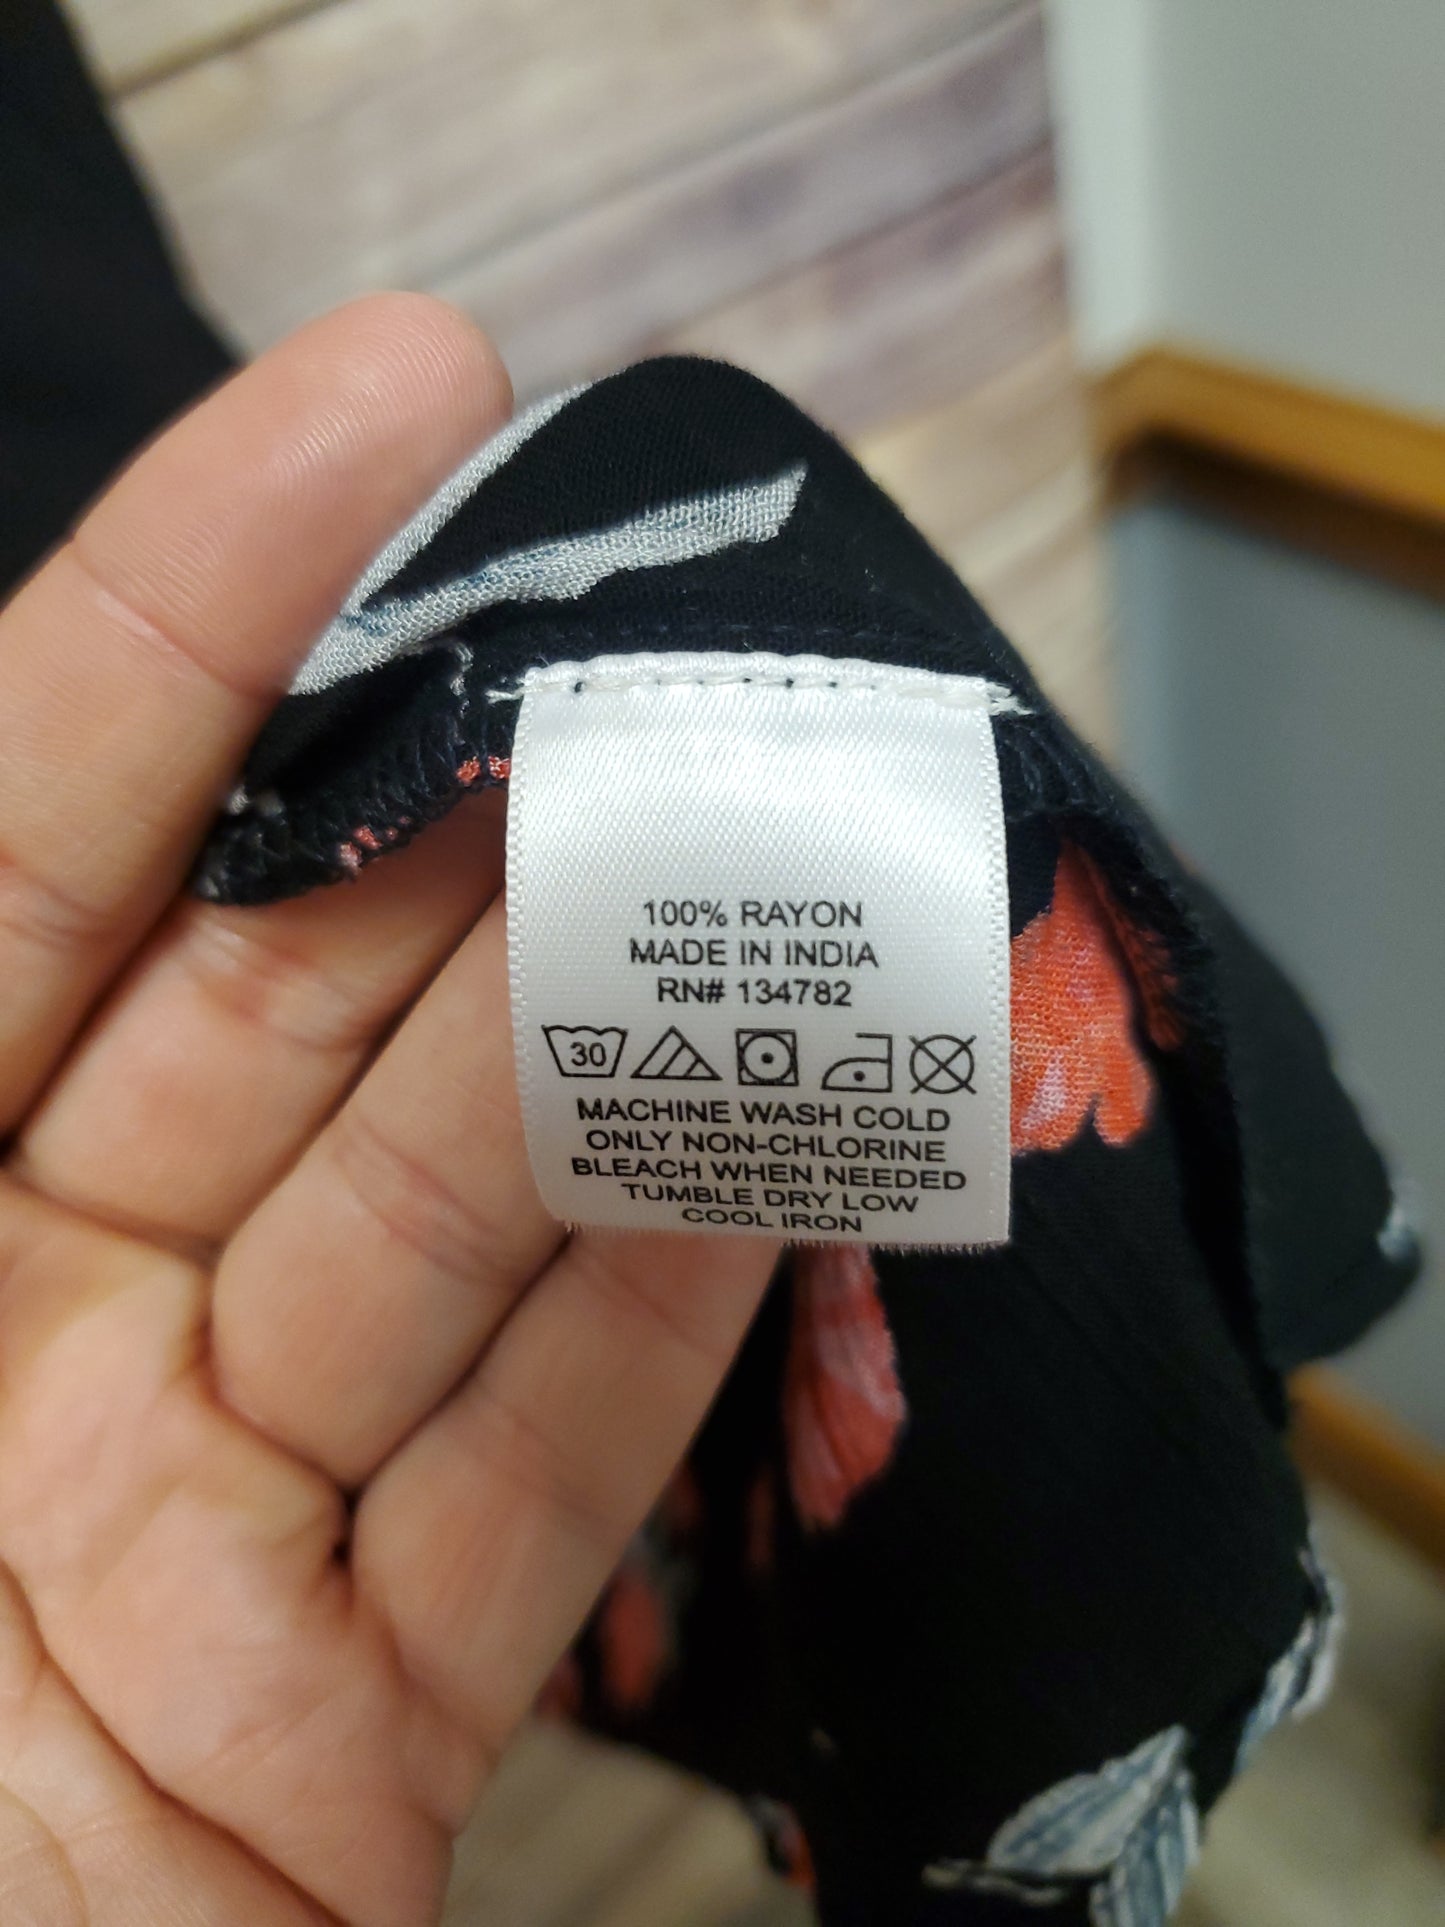 100% RAYON
MADE IN INDIA
RN# 134782
30
MACHINE WASH COLD
ONLY NON-CHLORINE
BLEACH WHEN NEEDED
TUMBLE DRY LOW
COOL IRON